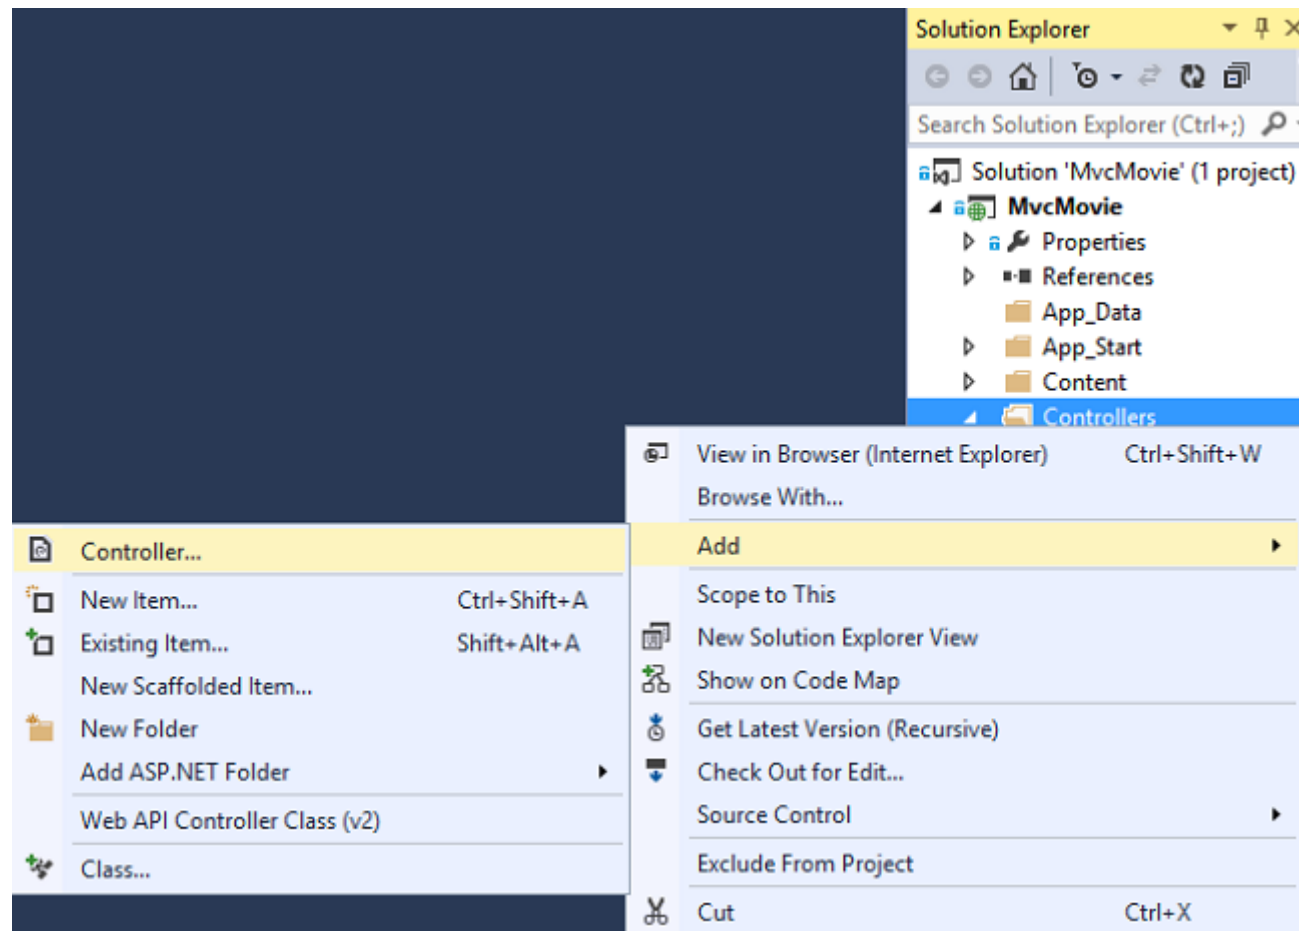 Solution Explorer
Search Solution Explorer (Ctrl+;)
Solution 'MvcMovie' (1 project)
MvcMovie
Properties
References
App_Data
App_Start
Content
Controllers
View in Browser (Internet Explorer) Ctrl+Shift+W
Browse With...
Add
Scope to This
New Solution Explorer View
Show on Code Map
Get Latest Version (Recursive)
Check Out for Edit...
Source Control
Exclude From Project
Cut Ctrl+X
Controller...
New Item... Ctrl+Shift+A
Existing Item... Shift+Alt+A
New Scaffolded Item...
New Folder
Add ASP.NET Folder
Web API Controller Class (v2)
Class...